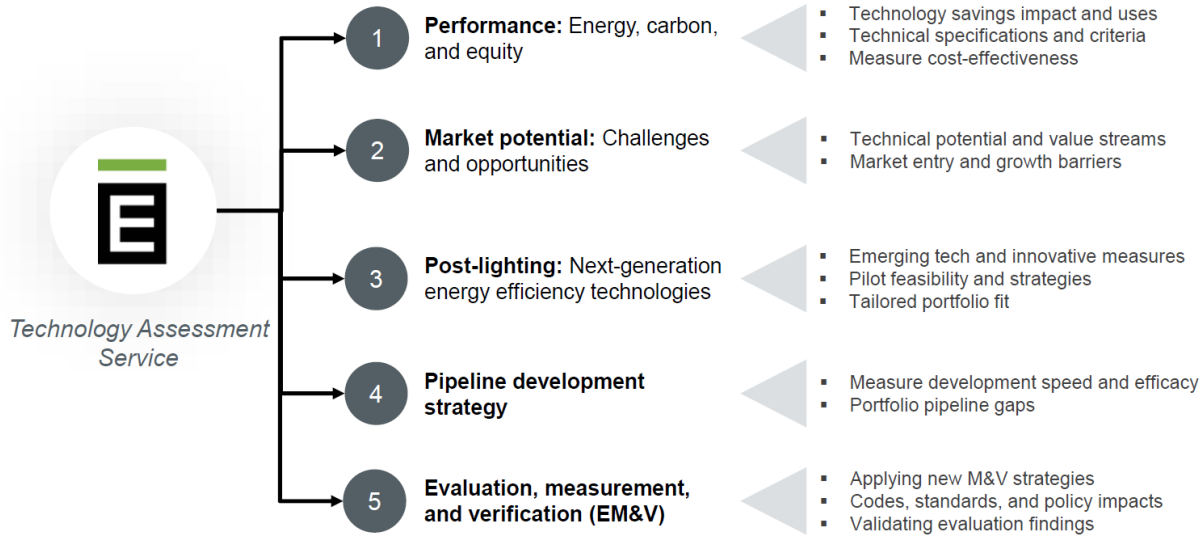 Technology Assessment
Service
1
Performance: Energy, carbon,
and equity
▪ Technology savings impact and uses
▪ Technical specifications and criteria
▪ Measure cost-effectiveness
2
Market potential: Challenges
and opportunities
▪ Technical potential and value streams
▪ Market entry and growth barriers
3
Post-lighting: Next-generation
energy efficiency technologies
▪ Emerging tech and innovative measures
▪ Pilot feasibility and strategies
▪ Tailored portfolio fit
4
Pipeline development
strategy
▪ Measure development speed and efficacy
▪ Portfolio pipeline gaps
5
Evaluation, measurement,
and verification (EM&V)
▪ Applying new M&V strategies
▪ Codes, standards, and policy impacts
▪ Validating evaluation findings
E